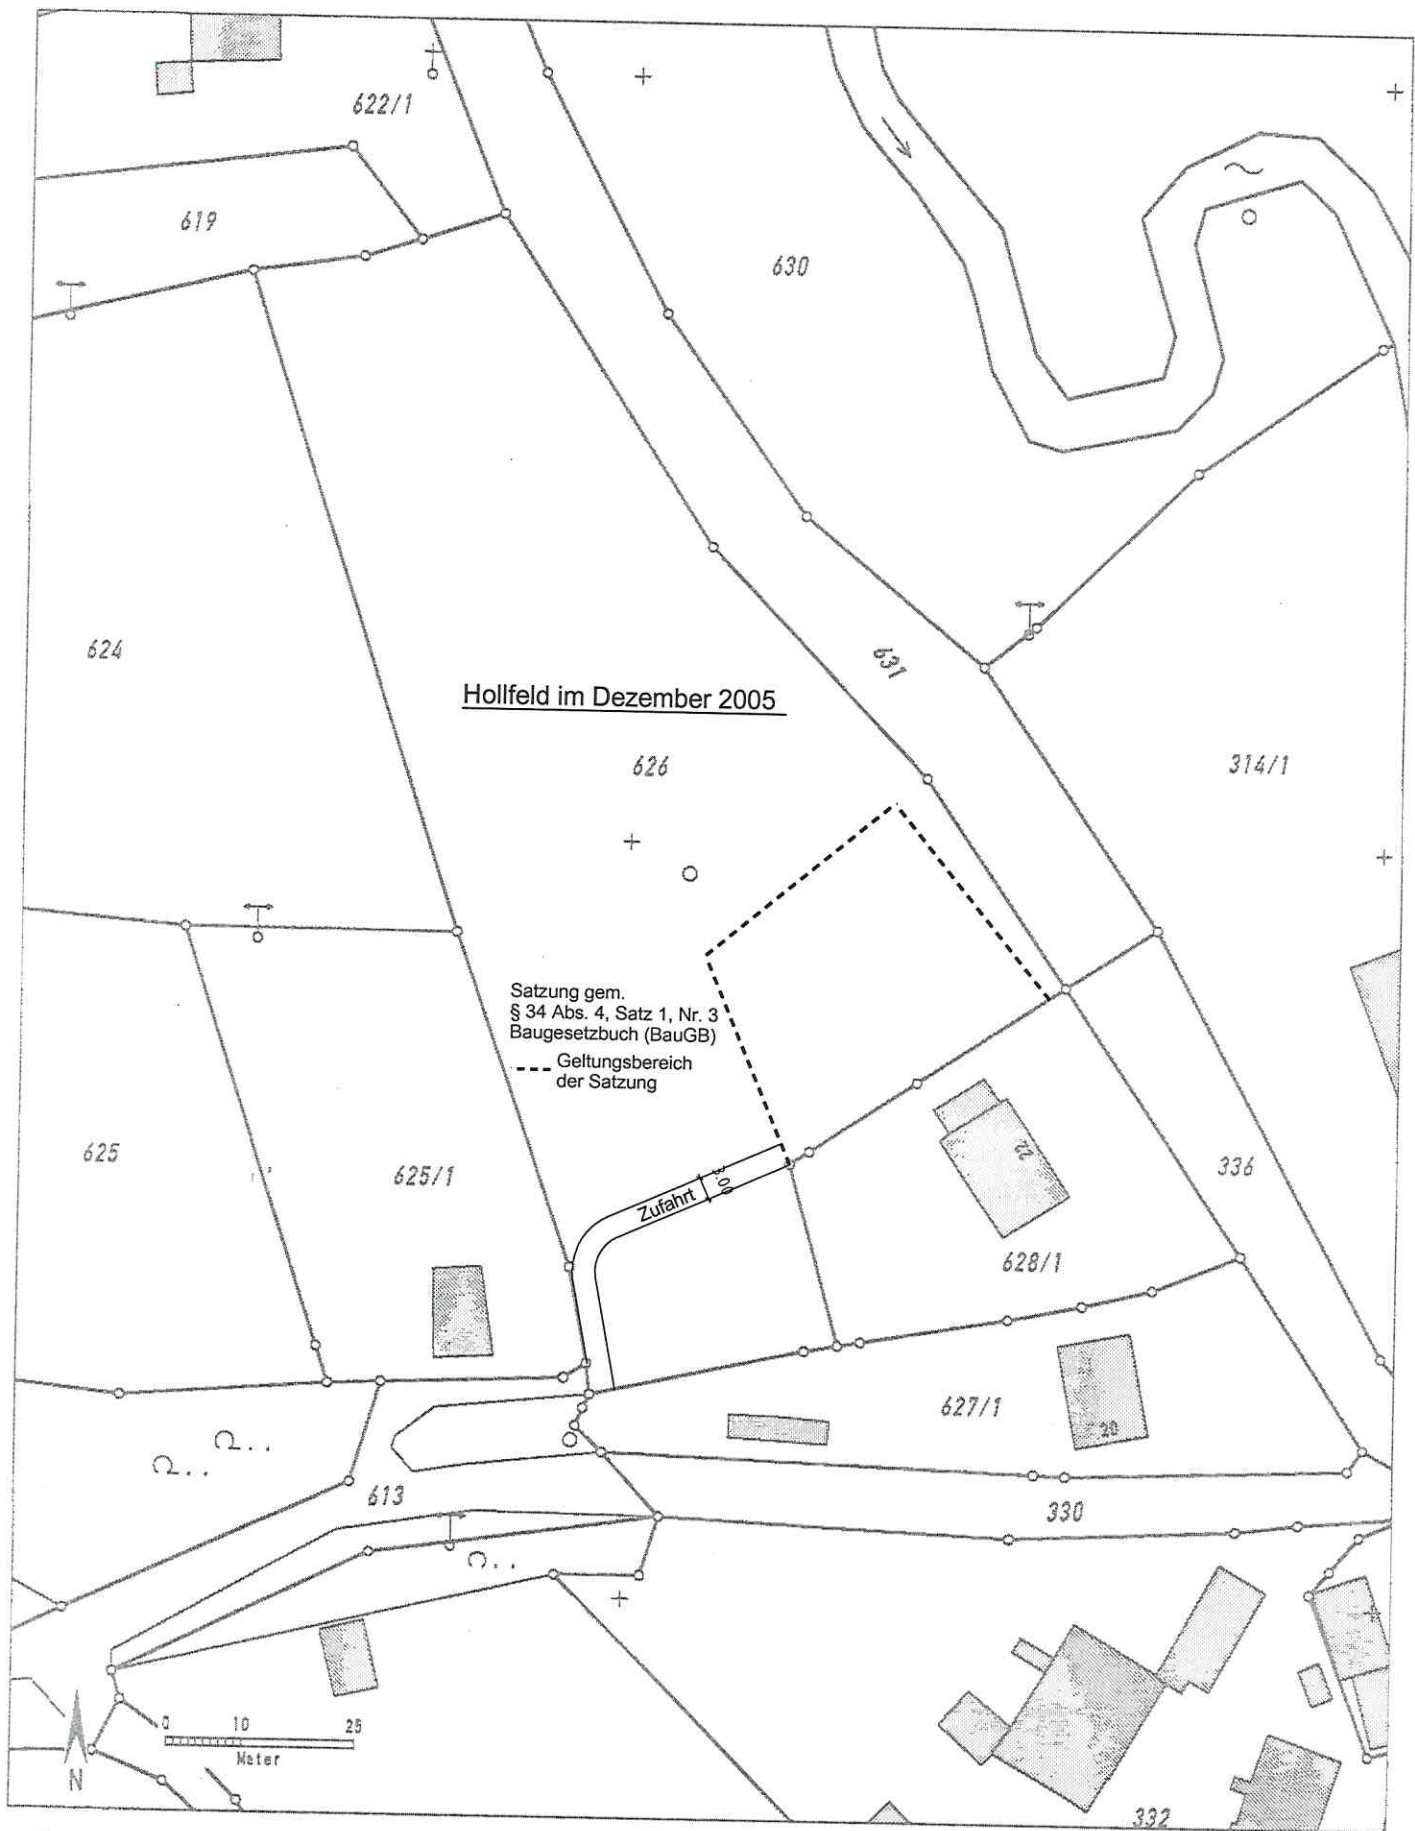 622/1
619
630
624
631
Hollfeld im Dezember 2005
626
314/1
Satzung gem.
§ 34 Abs. 4, Satz 1, Nr. 3
Baugesetzbuch (BauGB)
Geltungsbereich
der Satzung
625
625/1
Zufahrt
3.00
22
336
628/1
627/1
20
613
330
0 10 25
Meter
N
332